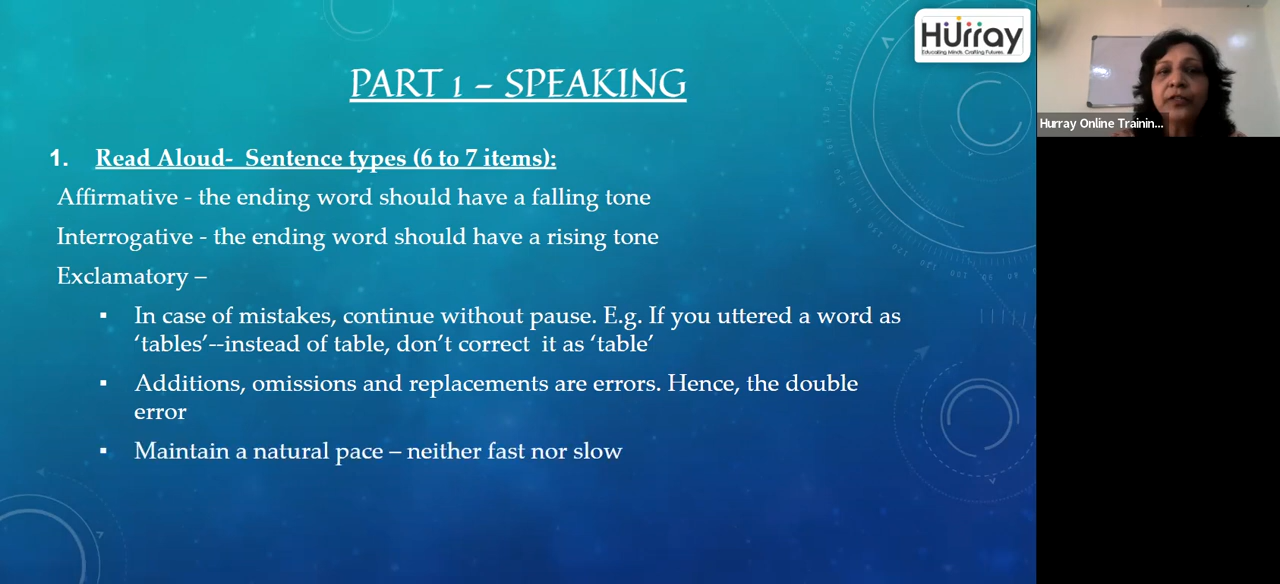 Hurray
Educating Minds. Crafting Futures.
PART 1 – SPEAKING
1. Read Aloud- Sentence types (6 to 7 items):
Affirmative - the ending word should have a falling tone
Interrogative - the ending word should have a rising tone
Exclamatory –
▪ In case of mistakes, continue without pause. E.g. If you uttered a word as
‘tables’--instead of table, don’t correct it as ‘table’
▪ Additions, omissions and replacements are errors. Hence, the double
error
▪ Maintain a natural pace – neither fast nor slow
Hurray Online Trainin...